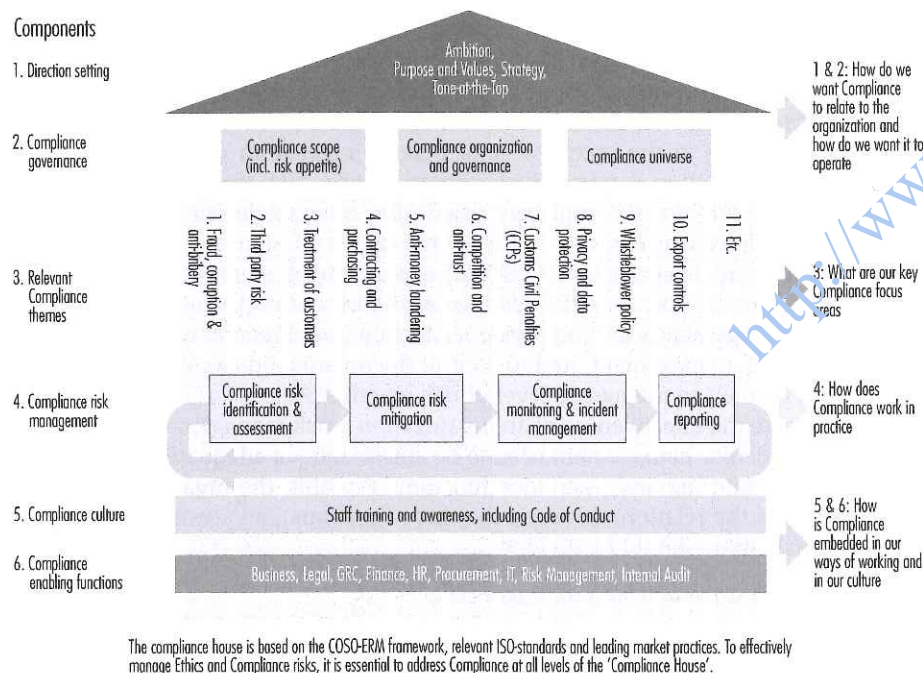 Components
1. Direction setting
Ambition,
Purpose and Values, Strategy,
Tone-at-the-Top
1 & 2: How do we
want Compliance
to relate to the
organization and
how do we want it to
operate
2. Compliance
governance
Compliance scope
(incl. risk appetite)
Compliance organization
and governance
Compliance universe
3. Relevant
Compliance
themes
1. Fraud, corruption &
anti-bribery
2. Third party risk
3. Treatment of customers
4. Contracting and
purchasing
5. Anti-money laundering
6. Competition and
anti-trust
7. Customs Civil Penalties
(CCPs)
8. Privacy and data
protection
9. Whistleblower policy
10. Export controls
11. Etc.
3: What are our key
Compliance focus
areas
4. Compliance risk
management
Compliance risk
identification &
assessment
Compliance risk
mitigation
Compliance
monitoring & incident
management
Compliance
reporting
4: How does
Compliance work in
practice
5. Compliance culture
Staff training and awareness, including Code of Conduct
6. Compliance
enabling functions
Business, Legal, GRC, Finance, HR, Procurement, IT, Risk Management, Internal Audit
5 & 6: How
is Compliance
embedded in our
ways of working and
in our culture
The compliance house is based on the COSO-ERM framework, relevant ISO-standards and leading market practices. To effectively
manage Ethics and Compliance risks, it is essential to address Compliance at all levels of the 'Compliance House'.
http://www